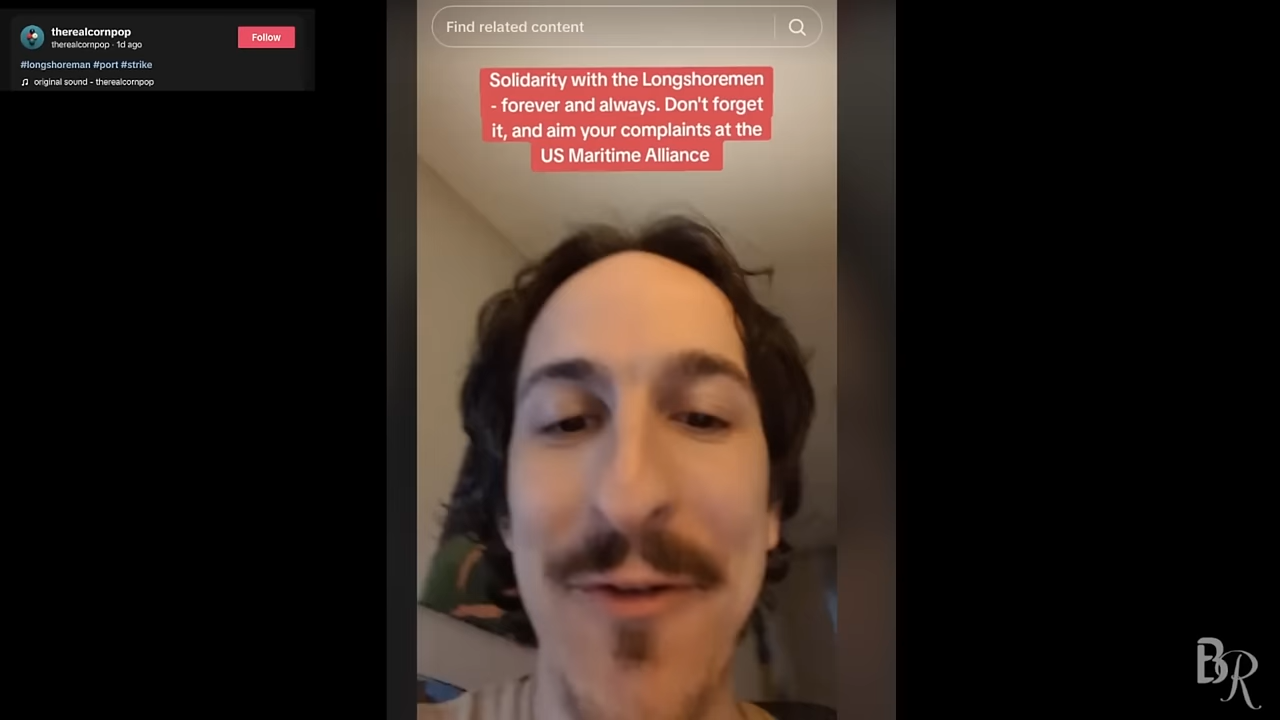 therealcornpop
therealcornpop · 1d ago
Follow
#longshoreman #port #strike
original sound - therealcornpop
Find related content
Solidarity with the Longshoremen
- forever and always. Don't forget
it, and aim your complaints at the
US Maritime Alliance
BR